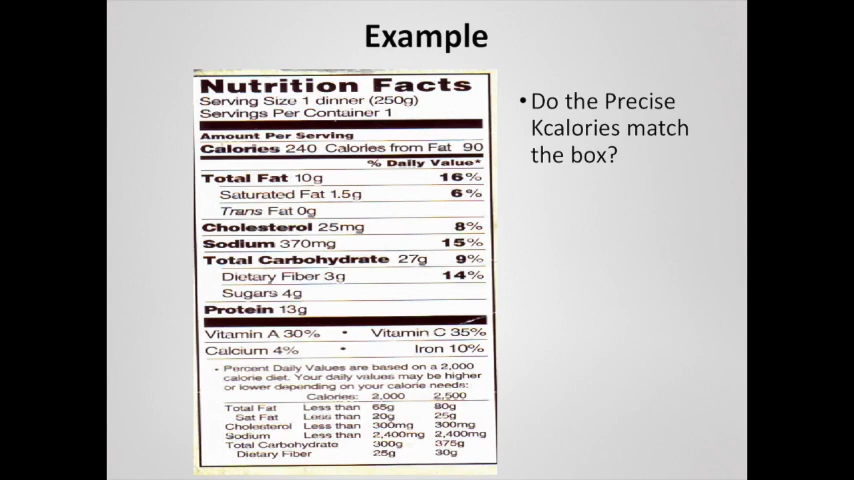 Example
Nutrition Facts
Serving Size 1 dinner (250g)
Servings Per Container 1
Amount Per Serving
Calories 240 Calories from Fat 90
% Daily Value*
Total Fat 10g 16%
Saturated Fat 1.5g 6%
Trans Fat 0g
Cholesterol 25mg 8%
Sodium 370mg 15%
Total Carbohydrate 27g 9%
Dietary Fiber 3g 14%
Sugars 4g
Protein 13g
Vitamin A 30% • Vitamin C 35%
Calcium 4% • Iron 10%
• Percent Daily Values are based on a 2,000
calorie diet. Your daily values may be higher
or lower depending on your calorie needs:
Calories: 2,000 2,500
Total Fat Less than 65g 80g
Sat Fat Less than 20g 25g
Cholesterol Less than 300mg 300mg
Sodium Less than 2,400mg 2,400mg
Total Carbohydrate 300g 375g
Dietary Fiber 25g 30g
• Do the Precise
Kcalories match
the box?